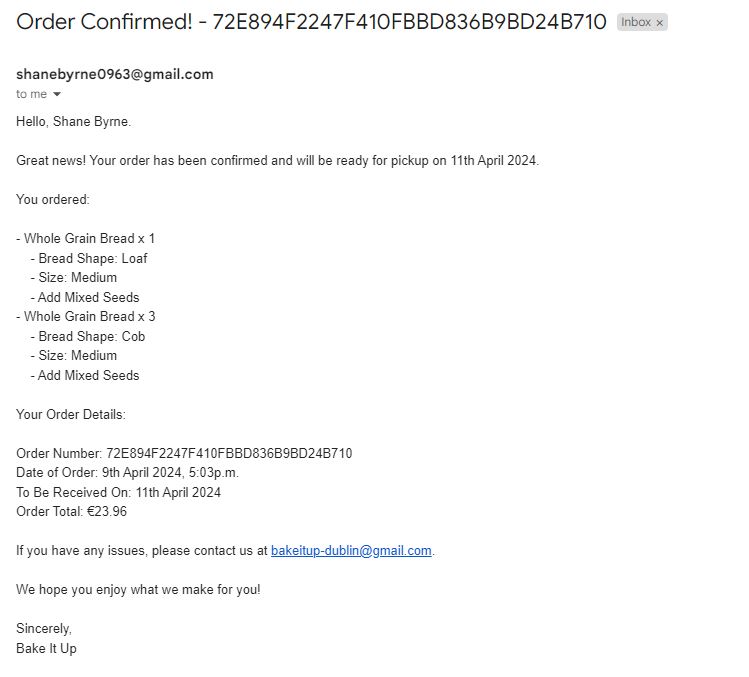 Order Confirmed! - 72E894F2247F410FBBD836B9BD24B710 Inbox ×
shanebyrne0963@gmail.com
to me
Hello, Shane Byrne.
Great news! Your order has been confirmed and will be ready for pickup on 11th April 2024.
You ordered:
- Whole Grain Bread x 1
- Bread Shape: Loaf
- Size: Medium
- Add Mixed Seeds
- Whole Grain Bread x 3
- Bread Shape: Cob
- Size: Medium
- Add Mixed Seeds
Your Order Details:
Order Number: 72E894F2247F410FBBD836B9BD24B710
Date of Order: 9th April 2024, 5:03p.m.
To Be Received On: 11th April 2024
Order Total: €23.96
If you have any issues, please contact us at bakeitup-dublin@gmail.com.
We hope you enjoy what we make for you!
Sincerely,
Bake It Up